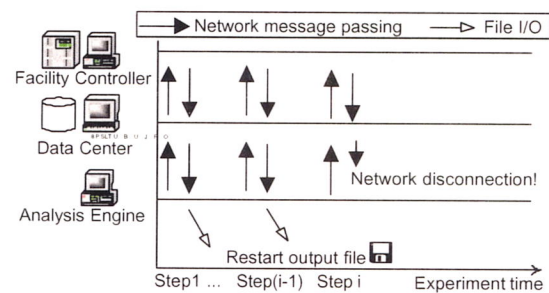 Network message passing
File I/O
Facility Controller
Data Center
Network disconnection!
Analysis Engine
Restart output file
Step1 ... Step(i-1) Step i Experiment time